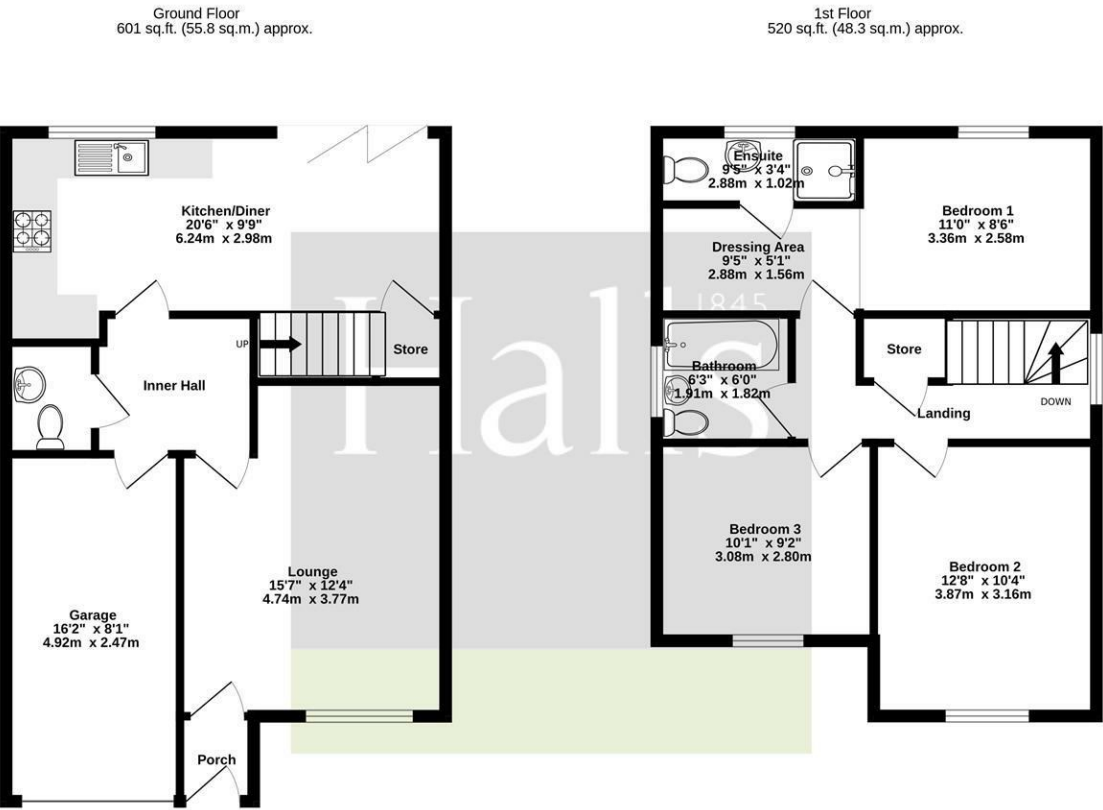 Ground Floor
601 sq.ft. (55.8 sq.m.) approx.
1st Floor
520 sq.ft. (48.3 sq.m.) approx.
Kitchen/Diner
20'6" x 9'9"
6.24m x 2.98m
UP
Store
Inner Hall
Lounge
15'7" x 12'4"
4.74m x 3.77m
Garage
16'2" x 8'1"
4.92m x 2.47m
Porch
Ensuite
9'5" x 3'4"
2.88m x 1.02m
Bedroom 1
11'0" x 8'6"
3.36m x 2.58m
Dressing Area
9'5" x 5'1"
2.88m x 1.56m
Bathroom
6'3" x 6'0"
1.91m x 1.82m
Store
DOWN
Landing
Bedroom 3
10'1" x 9'2"
3.08m x 2.80m
Bedroom 2
12'8" x 10'4"
3.87m x 3.16m
Halls
1845